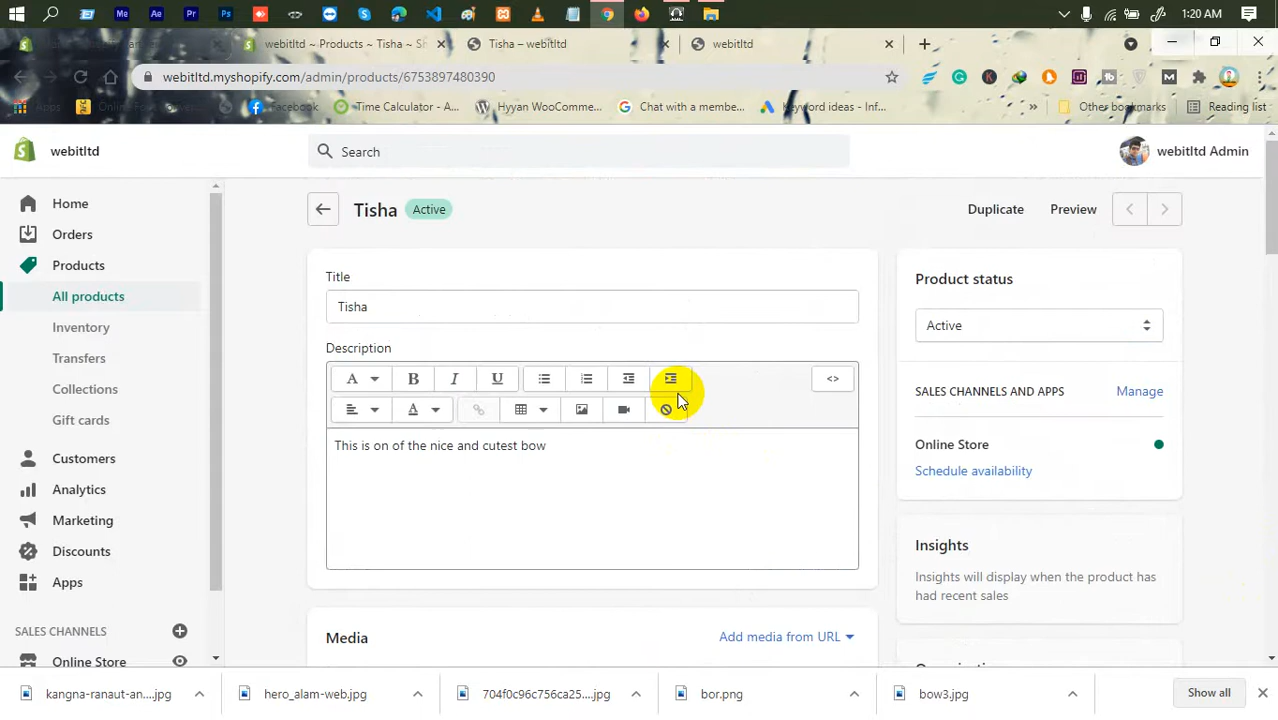 1:20 AM
webitltd ~ Products ~ Tisha ~ Sh
Tisha – webitltd
webitltd
webitltd.myshopify.com/admin/products/6753897480390
Apps
Facebook
Time Calculator - A...
Hyyan WooComme...
Chat with a membe...
Keyword ideas - Inf...
Other bookmarks
Reading list
webitltd
Search
webitltd Admin
Home
Orders
Products
All products
Inventory
Transfers
Collections
Gift cards
Customers
Analytics
Marketing
Discounts
Apps
SALES CHANNELS
Online Store
Tisha
Active
Duplicate
Preview
Title
Tisha
Description
This is on of the nice and cutest bow
Media
Add media from URL
Product status
Active
SALES CHANNELS AND APPS
Manage
Online Store
Schedule availability
Insights
Insights will display when the product has
had recent sales
kangna-ranaut-an....jpg
hero_alam-web.jpg
704f0c96c756ca25....jpg
bor.png
bow3.jpg
Show all